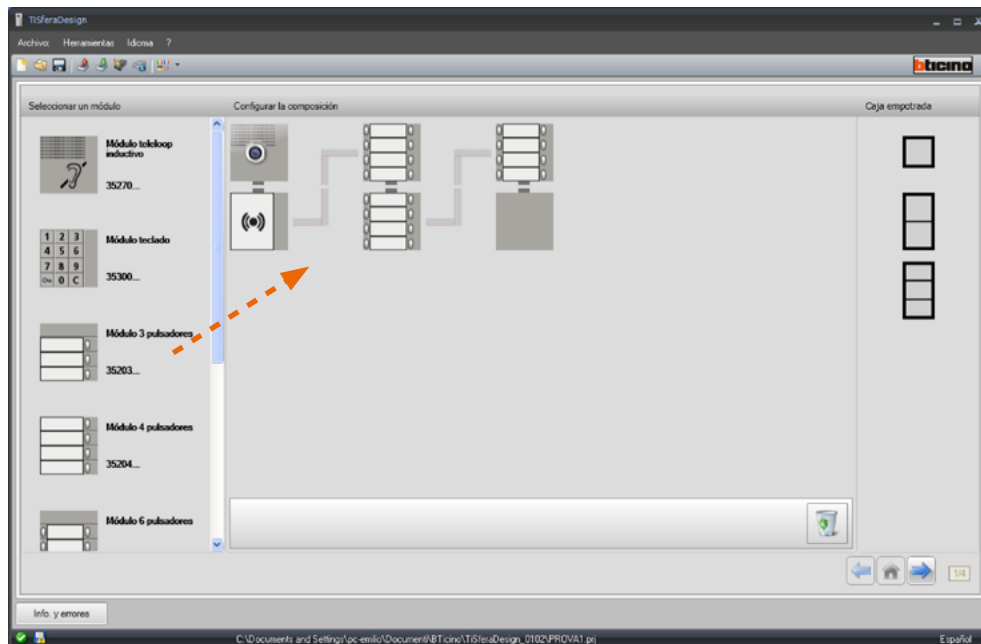 TiSferaDesign
Archivo: Herramientas Idioma ?
bticino
Seleccionar un módulo
Configurar la composición
Caja empotrada
Módulo teleloop
inductivo
35270...
1 2 3
4 5 6
7 8 9
On 0 C
Módulo teclado
35300...
Módulo 3 pulsadores
35203...
Módulo 4 pulsadores
35204...
Módulo 6 pulsadores
1/4
Info. y errores
C:\Documents and Settings\pc-emilio\Documenti\BTicino\TiSferaDesign_0102\PROVA1.prj
Español